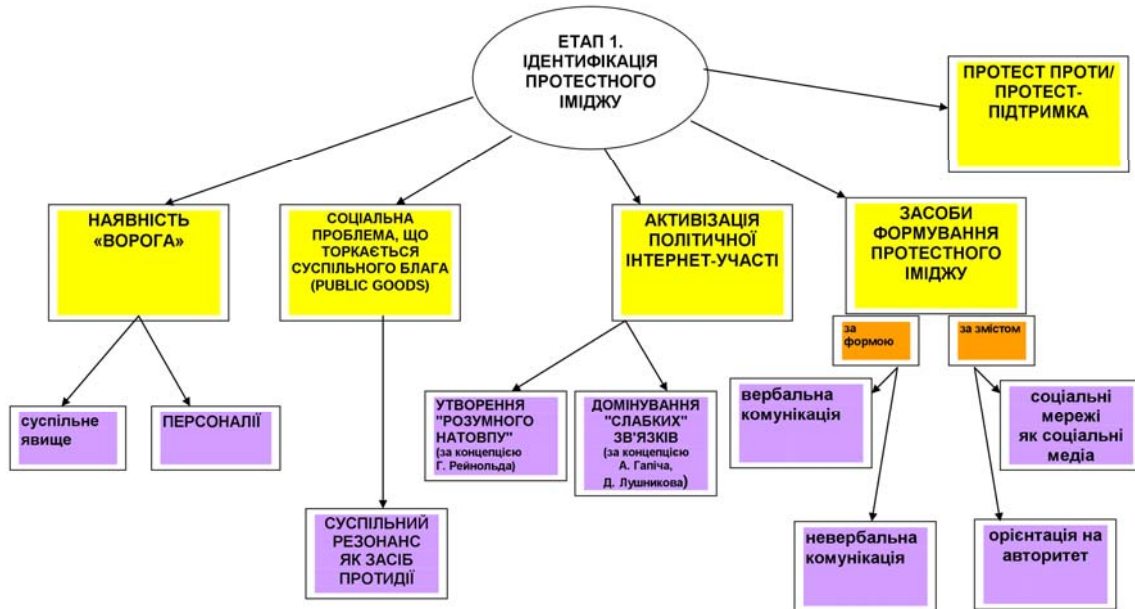 ЕТАП 1.
ІДЕНТИФІКАЦІЯ
ПРОТЕСТНОГО
ІМІДЖУ
ПРОТЕСТ ПРОТИ/
ПРОТЕСТ-
ПІДТРИМКА
НАЯВНІСТЬ
«ВОРОГА»
СОЦІАЛЬНА
ПРОБЛЕМА, ЩО
ТОРКАЄТЬСЯ
СУСПІЛЬНОГО БЛАГА
(PUBLIC GOODS)
АКТИВІЗАЦІЯ
ПОЛІТИЧНОЇ
ІНТЕРНЕТ-УЧАСТІ
ЗАСОБИ
ФОРМУВАННЯ
ПРОТЕСТНОГО
ІМІДЖУ
за
формою
за змістом
суспільне
явище
ПЕРСОНАЛІЇ
УТВОРЕННЯ
"РОЗУМНОГО
НАТОВПУ"
(за концепцією
Г. Рейнольда)
ДОМІНУВАННЯ
"СЛАБКИХ"
ЗВ'ЯЗКІВ
(за концепцією
А. Гапіча,
Д. Лушникова)
вербальна
комунікація
соціальні
мережі
як соціальні
медіа
СУСПІЛЬНИЙ
РЕЗОНАНС
ЯК ЗАСІБ
ПРОТИДІЇ
невербальна
комунікація
орієнтація на
авторитет